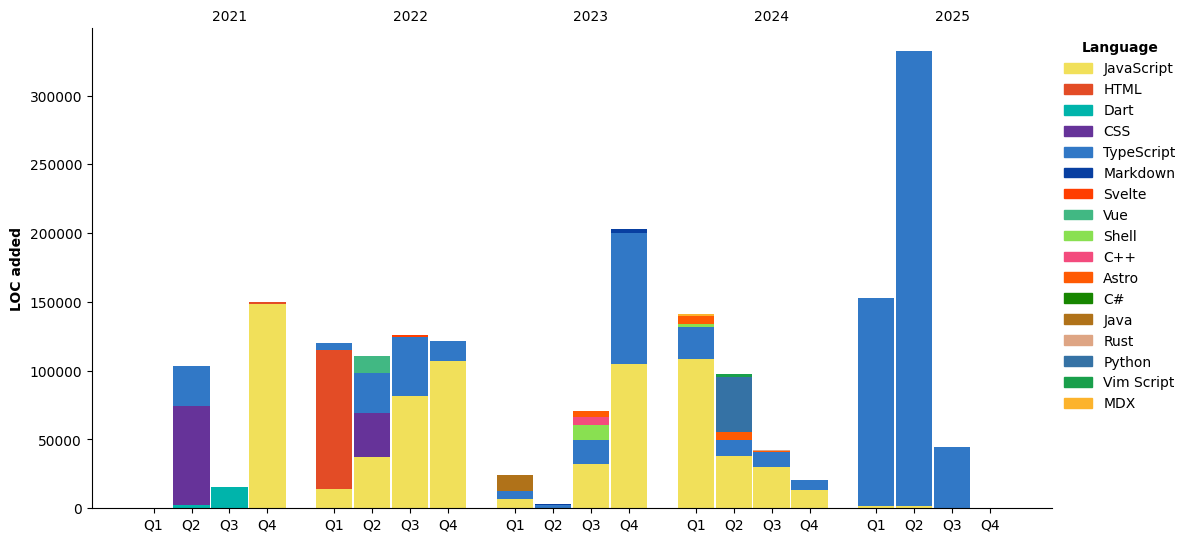 2021 2022 2023 2024 2025
Language
JavaScript
HTML
Dart
CSS
TypeScript
Markdown
Svelte
Vue
Shell
C++
Astro
C#
Java
Rust
Python
Vim Script
MDX
LOC added
300000
250000
200000
150000
100000
50000
0
Q1 Q2 Q3 Q4 Q1 Q2 Q3 Q4 Q1 Q2 Q3 Q4 Q1 Q2 Q3 Q4 Q1 Q2 Q3 Q4